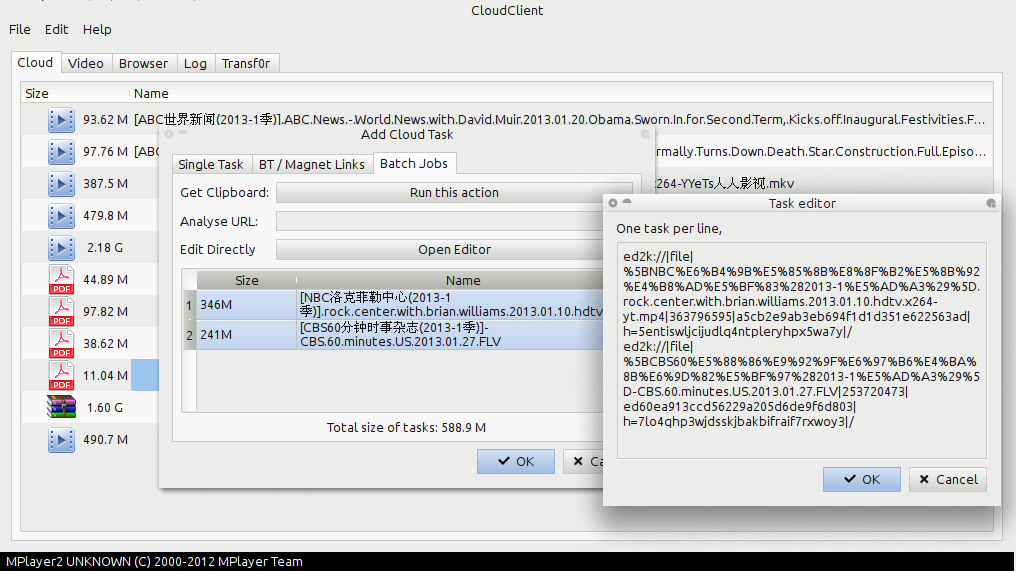 CloudClient
File Edit Help
Cloud Video Browser Log Transf0r
Size Name
93.62 M [ABC世界新闻(2013-1季)].ABC.News.-.World.News.with.David.Muir.2013.01.20.Obama.Sworn.In.for.Second.Term,.Kicks.off.Inaugural.Festivities.F...
97.76 M [ABC
rmally.Turns.Down.Death.Star.Construction.Full.Episo...
387.5 M
x264-YYeTs人人影视.mkv
479.8 M
2.18 G
PDF 44.89 M
PDF 97.82 M
PDF 38.62 M
PDF 11.04 M
1.60 G
490.7 M
Add Cloud Task
Single Task BT / Magnet Links Batch Jobs
Get Clipboard: Run this action
Analyse URL:
Edit Directly Open Editor
Size Name
1 346M [NBC洛克菲勒中心(2013-1
季)].rock.center.with.brian.williams.2013.01.10.hdtv
2 241M [CBS60分钟时事杂志(2013-1季)]-
CBS.60.minutes.US.2013.01.27.FLV
Total size of tasks: 588.9 M
OK Ca
Task editor
One task per line,
ed2k://|file|
%5BNBC%E6%B4%9B%E5%85%8B%E8%8F%B2%E5%8B%92
%E4%B8%AD%E5%BF%83%282013-1%E5%AD%A3%29%5D.
rock.center.with.brian.williams.2013.01.10.hdtv.x264-
yt.mp4|363796595|a5cb2e9ab3eb694f1d1d351e622563ad|
h=5entiswljcijudlq4ntpleryhpx5wa7y|/
ed2k://|file|
%5BCBS60%E5%88%86%E9%92%9F%E6%97%B6%E4%BA%
8B%E6%9D%82%E5%BF%97%282013-1%E5%AD%A3%29%5
D-CBS.60.minutes.US.2013.01.27.FLV|253720473|
ed60ea913ccd56229a205d6de9f6d803|
h=7lo4qhp3wjdsskjbakbifraif7rxwoy3|/
OK Cancel
MPlayer2 UNKNOWN (C) 2000-2012 MPlayer Team